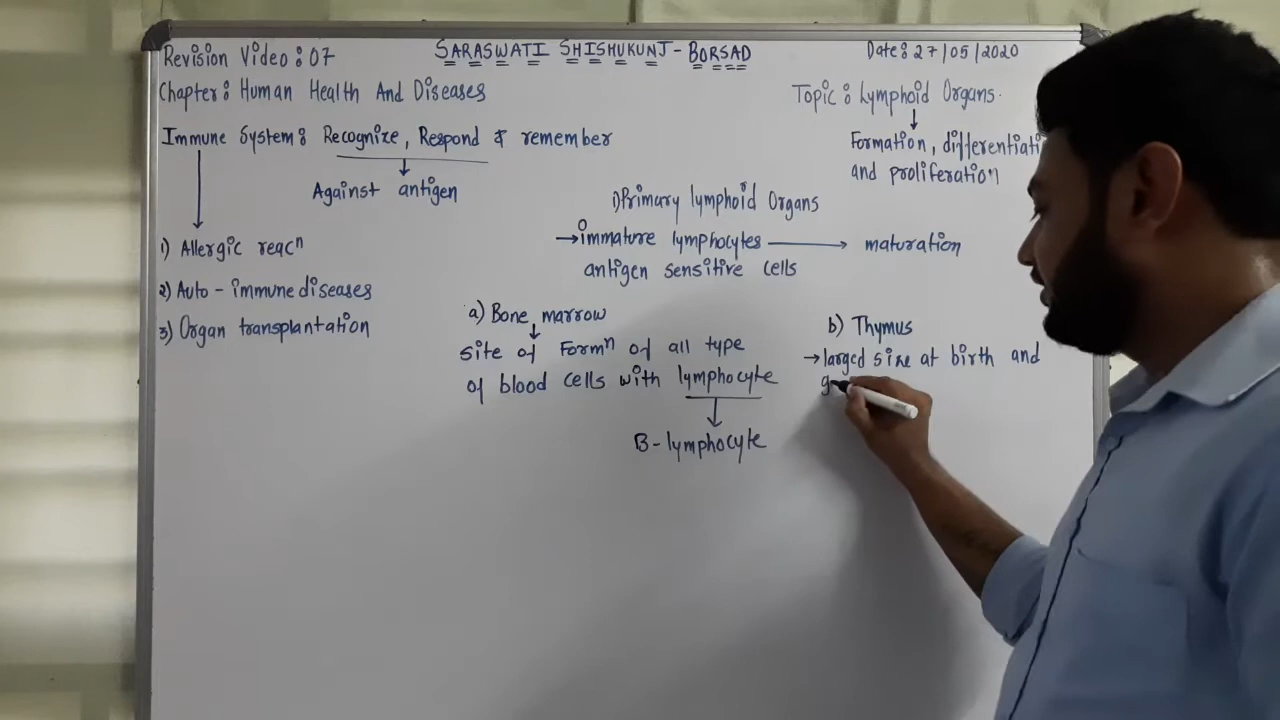 Revision Video : 07
SARASWATI SHISHUKUNJ - BORSAD
Date : 27/05/2020
Chapter : Human Health And Diseases
Topic : Lymphoid Organs.
Immune System : Recognize, Respond & remember
Formation, differentiati
and proliferation
Against antigen
1) Primary lymphoid Organs
→ immature lymphocytes → maturation
antigen sensitive cells
1) Allergic reacⁿ
2) Auto - immune diseases
3) Organ transplantation
a) Bone marrow
site of Formⁿ of all type
of blood cells with lymphocyte
B - lymphocyte
b) Thymus
→ larged size at birth and
g